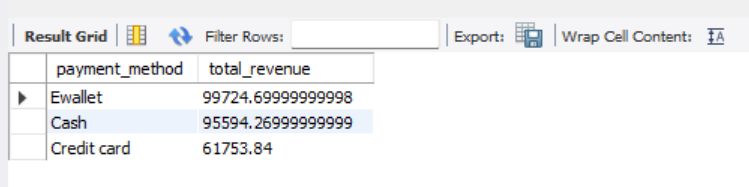 Result Grid Filter Rows: Export: Wrap Cell Content: IA
payment_method total_revenue
Ewallet 99724.69999999998
Cash 95594.26999999999
Credit card 61753.84